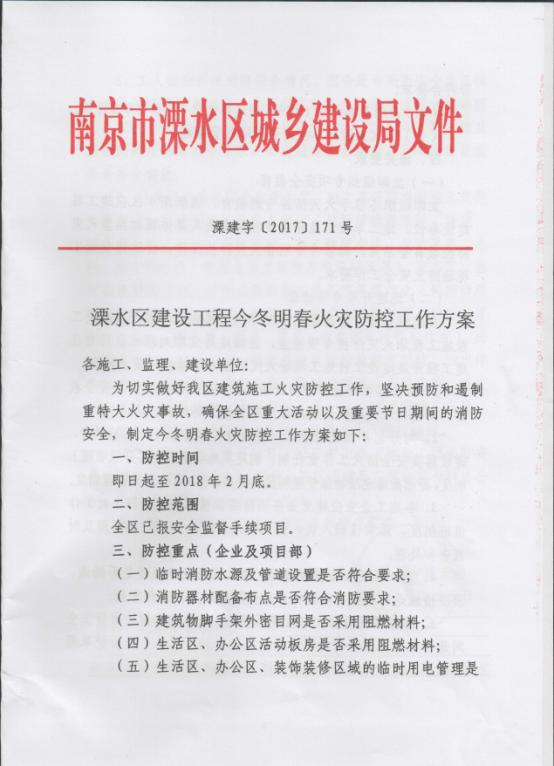 南京市溧水区城乡建设局文件
溧建字〔2017〕171号
溧水区建设工程今冬明春火灾防控工作方案
各施工、监理、建设单位:
为切实做好我区建筑施工火灾防控工作，坚决预防和遏制
重特大火灾事故，确保全区重大活动以及重要节日期间的消防
安全，制定今冬明春火灾防控工作方案如下:
一、防控时间
即日起至2018年2月底。
二、防控范围
全区已报安全监督手续项目。
三、防控重点（企业及项目部）
（一）临时消防水源及管道设置是否符合要求;
（二）消防器材配备布点是否符合消防要求;
（三）建筑物脚手架外密目网是否采用阻燃材料;
（四）生活区、办公区活动板房是否采用阻燃材料;
（五）生活区、办公区、装饰装修区域的临时用电管理是